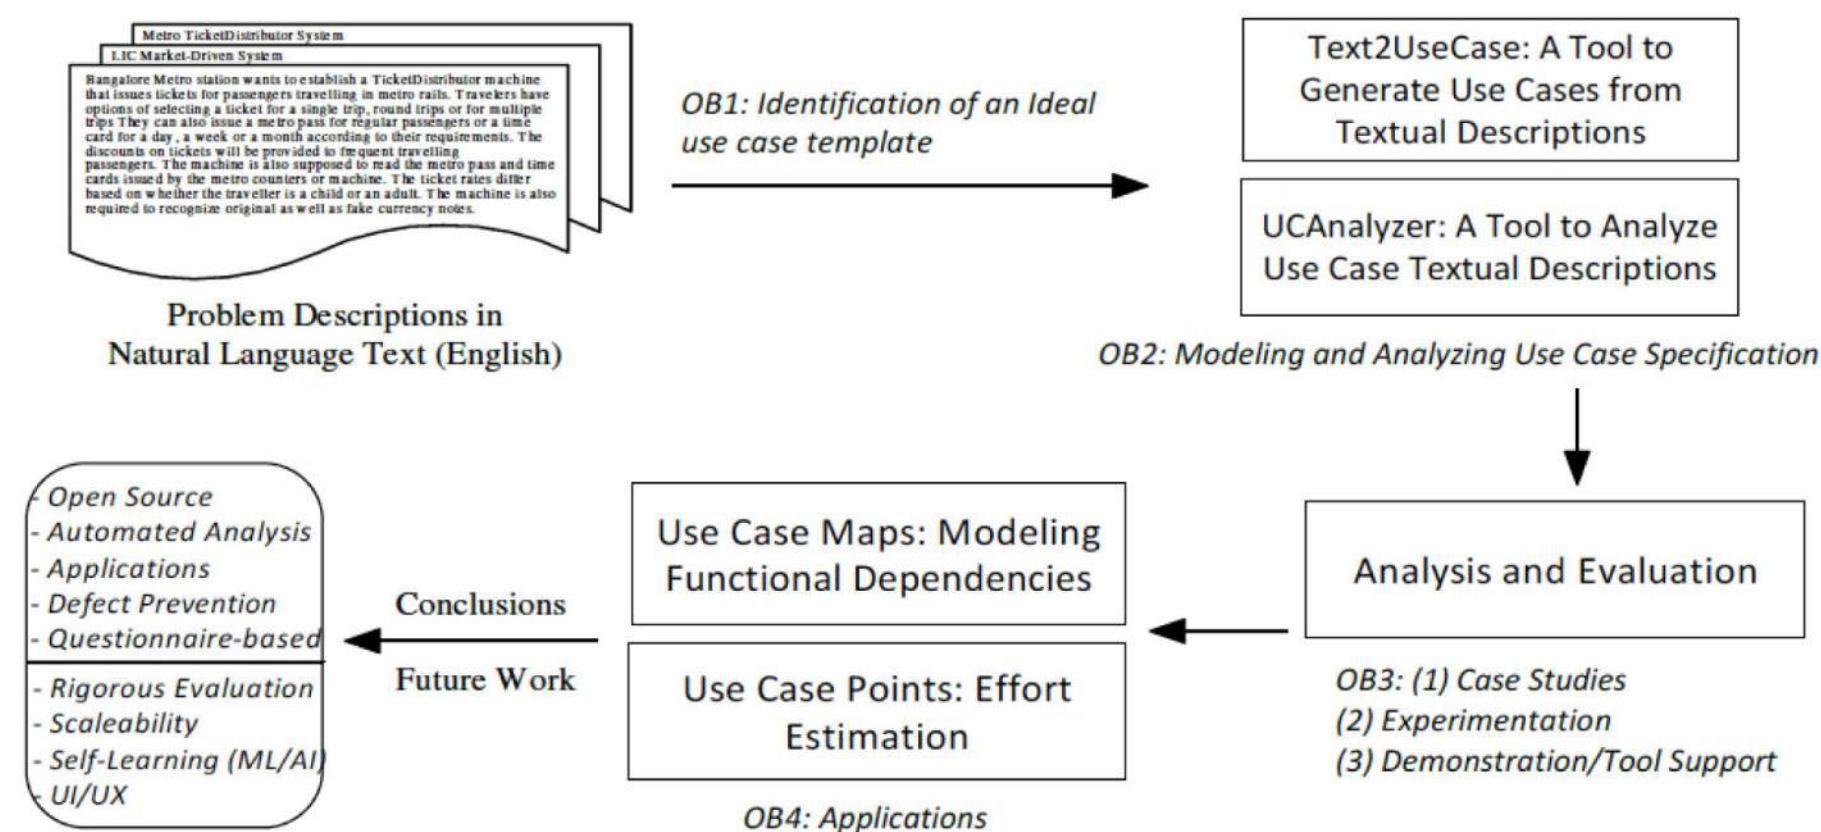 Metro TicketDistributor System
LIC Market-Driven System
Bangalore Metro station wants to establish a TicketDistributor machine
that issues tickets for passengers travelling in metro rails. Travelers have
options of selecting a ticket for a single trip, round trips or for multiple
trips They can also issue a metro pass for regular passengers or a time
card for a day, a week or a month according to their requirements. The
discounts on tickets will be provided to frequent travelling
passengers. The machine is also supposed to read the metro pass and time
cards issued by the metro counters or machine. The ticket rates differ
based on whether the traveller is a child or an adult. The machine is also
required to recognize original as well as fake currency notes.
Problem Descriptions in
Natural Language Text (English)
OB1: Identification of an Ideal
use case template
Text2UseCase: A Tool to
Generate Use Cases from
Textual Descriptions
UCAnalyzer: A Tool to Analyze
Use Case Textual Descriptions
OB2: Modeling and Analyzing Use Case Specification
Analysis and Evaluation
OB3: (1) Case Studies
(2) Experimentation
(3) Demonstration/Tool Support
Use Case Maps: Modeling
Functional Dependencies
Use Case Points: Effort
Estimation
OB4: Applications
Conclusions
Future Work
- Open Source
- Automated Analysis
- Applications
- Defect Prevention
- Questionnaire-based
- Rigorous Evaluation
- Scaleability
- Self-Learning (ML/AI)
- UI/UX